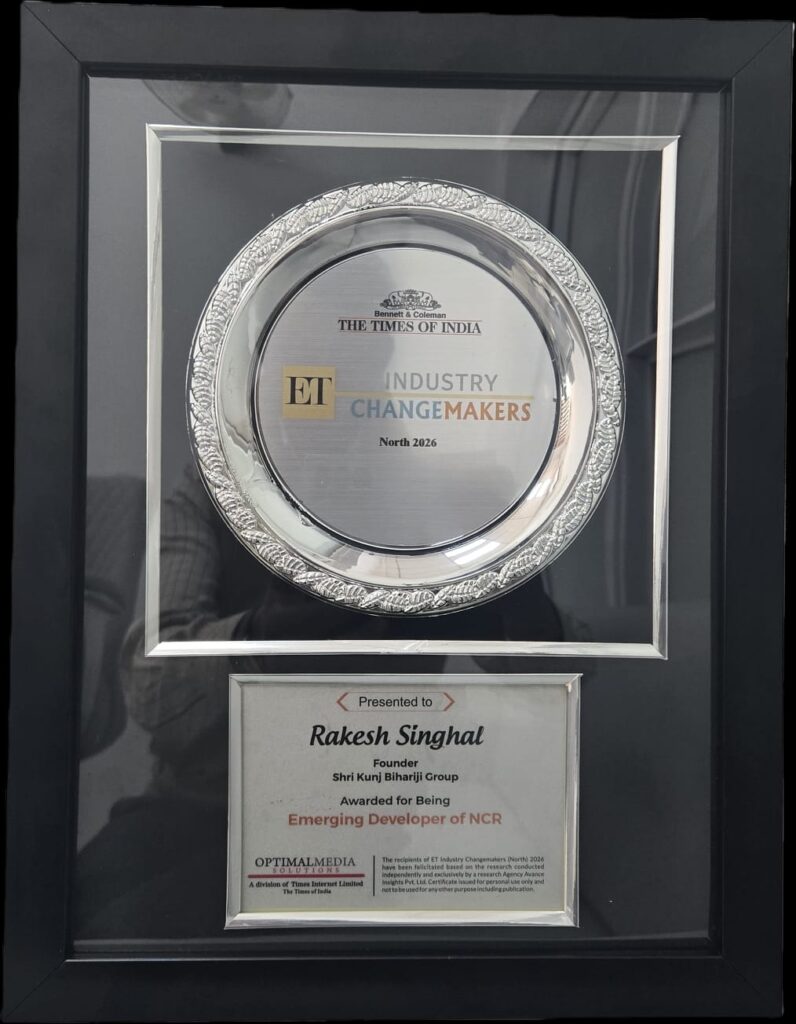 Bennett & Coleman
THE TIMES OF INDIA
ET
INDUSTRY
CHANGEMAKERS
North 2026
Presented to
Rakesh Singhal
Founder
Shri Kunj Bihariji Group
Awarded for Being
Emerging Developer of NCR
OPTIMALMEDIA
SOLUTIONS
A division of Times Internet Limited
The Times of India
The recipients of ET Industry Changemakers (North) 2026
have been felicitated based on the research conducted
independently and exclusively by a research Agency Avance
Insights Pvt. Ltd. Certificate issued for personal use only and
not to be used for any other purpose including publication.